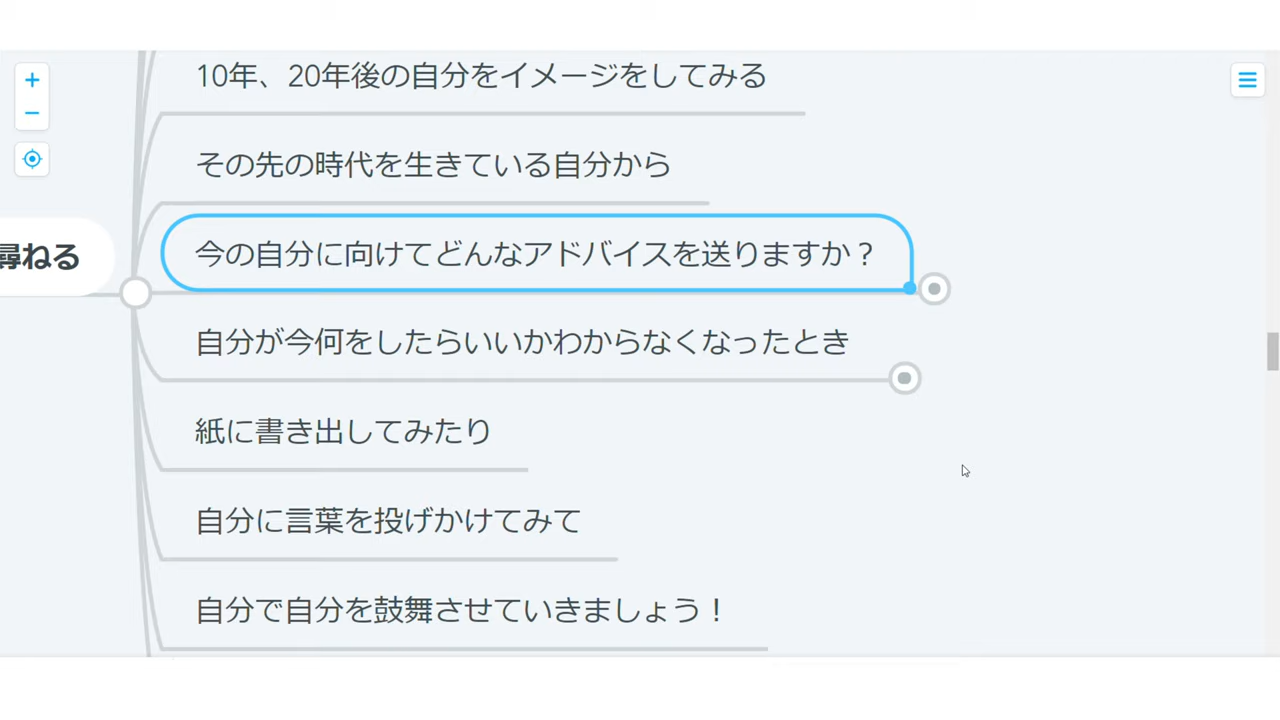 10年、20年後の自分をイメージをしてみる
その先の時代を生きている自分から
尋ねる
今の自分に向けてどんなアドバイスを送りますか？
自分が今何をしたらいいかわからなくなったとき
紙に書き出してみたり
自分に言葉を投げかけてみて
自分で自分を鼓舞させていきましょう！